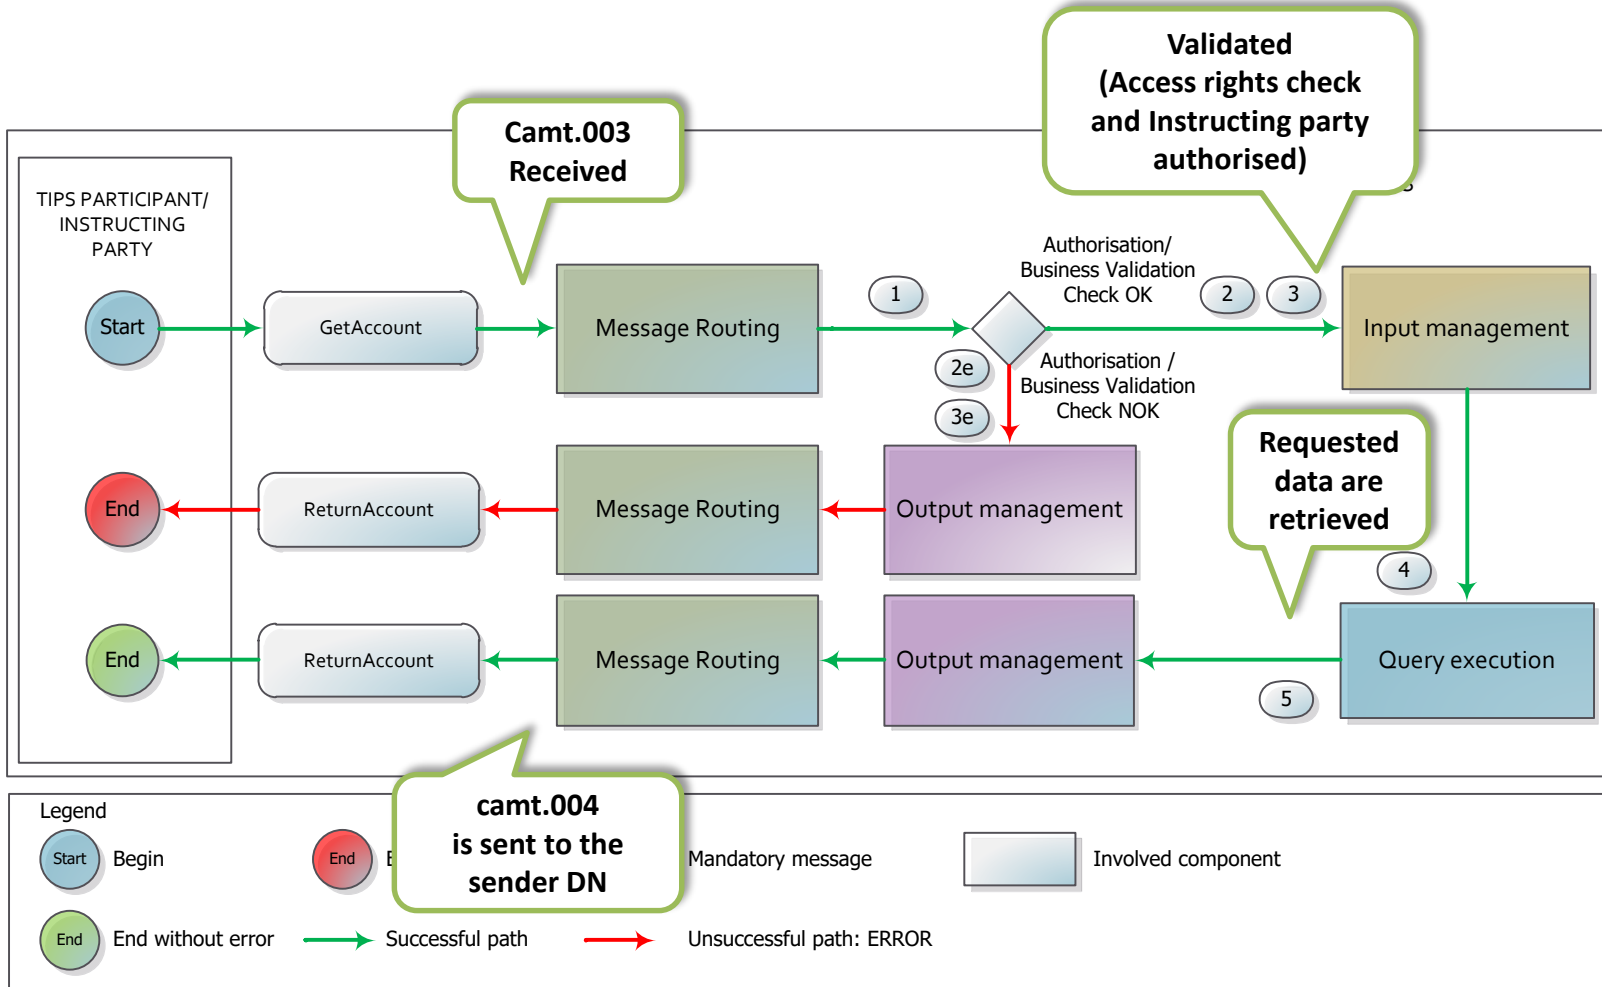 Validated
(Access rights check
and Instructing party
authorised)
Camt.003
Received
TIPS PARTICIPANT/
INSTRUCTING
PARTY
Start
GetAccount
Message Routing
1
Authorisation/
Business Validation
Check OK
2
3
Input management
2e
3e
Authorisation /
Business Validation
Check NOK
Requested
data are
retrieved
End
ReturnAccount
Message Routing
Output management
4
End
ReturnAccount
Message Routing
Output management
5
Query execution
camt.004
is sent to the
sender DN
Legend
Start
Begin
End
Mandatory message
Involved component
End
End without error
Successful path
Unsuccessful path: ERROR